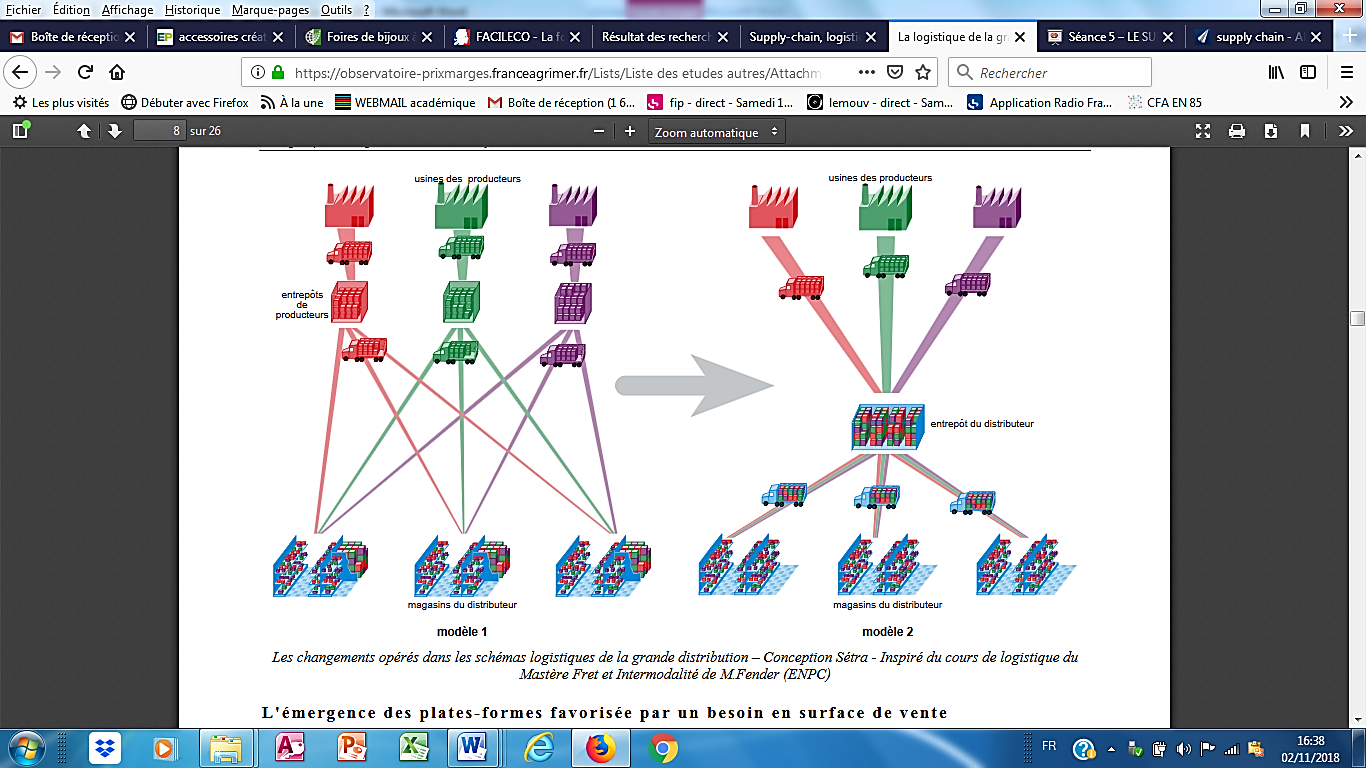 Fichier Édition Affichage Historique Marque-pages Outils ?
Boîte de réceptio
accessoires créat
Foires de bijoux à
FACILECO - La fo
Résultat des recherch
Supply-chain, logisti
La logistique de la gra
Séance 5 – LE SU
supply chain - A
https://observatoire-prixmarges.franceagrimer.fr/Lists/Liste des etudes autres/Attachm
Rechercher
Les plus visités
Débuter avec Firefox
À la une
WEBMAIL académique
Boîte de réception (1 6...
fip - direct - Samedi 1...
lemouv - direct - Sam...
Application Radio Fra...
CFA EN 85
8 sur 26
Zoom automatique
usines des producteurs
usines des producteurs
entrepôts
de
producteurs
entrepôt du distributeur
magasins du distributeur
magasins du distributeur
modèle 1
modèle 2
Les changements opérés dans les schémas logistiques de la grande distribution – Conception Sétra - Inspiré du cours de logistique du
Mastère Fret et Intermodalité de M.Fender (ENPC)
L'émergence des plates-formes favorisée par un besoin en surface de vente
FR
16:38
02/11/2018